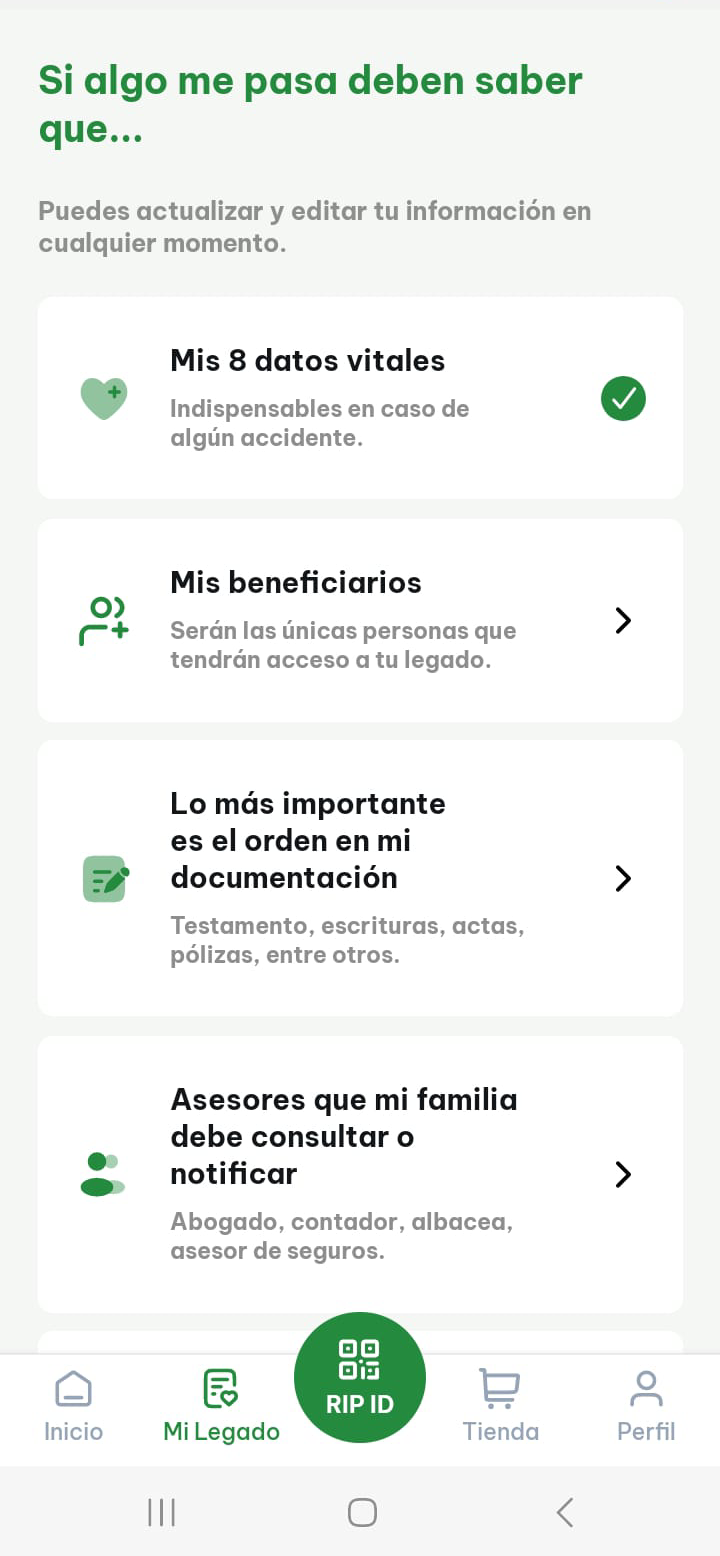 Si algo me pasa deben saber
que...
Puedes actualizar y editar tu información en
cualquier momento.
Mis 8 datos vitales
Indispensables en caso de
algún accidente.
Mis beneficiarios
Serán las únicas personas que
tendrán acceso a tu legado.
Lo más importante
es el orden en mi
documentación
Testamento, escrituras, actas,
pólizas, entre otros.
Asesores que mi familia
debe consultar o
notificar
Abogado, contador, albacea,
asesor de seguros.
Inicio
Mi Legado
RIP ID
Tienda
Perfil